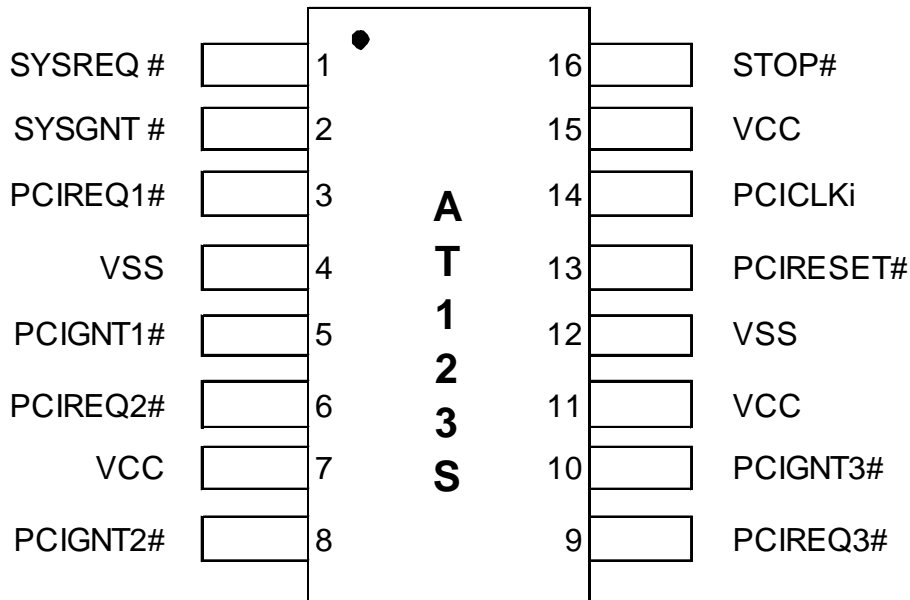 SYSREQ # 1 16 STOP#
SYSGNT # 2 15 VCC
PCIREQ1# 3 14 PCICLKi
VSS 4 13 PCIRESET#
PCIGNT1# 5 12 VSS
PCIREQ2# 6 11 VCC
VCC 7 10 PCIGNT3#
PCIGNT2# 8 9 PCIREQ3#
A
T
1
2
3
S